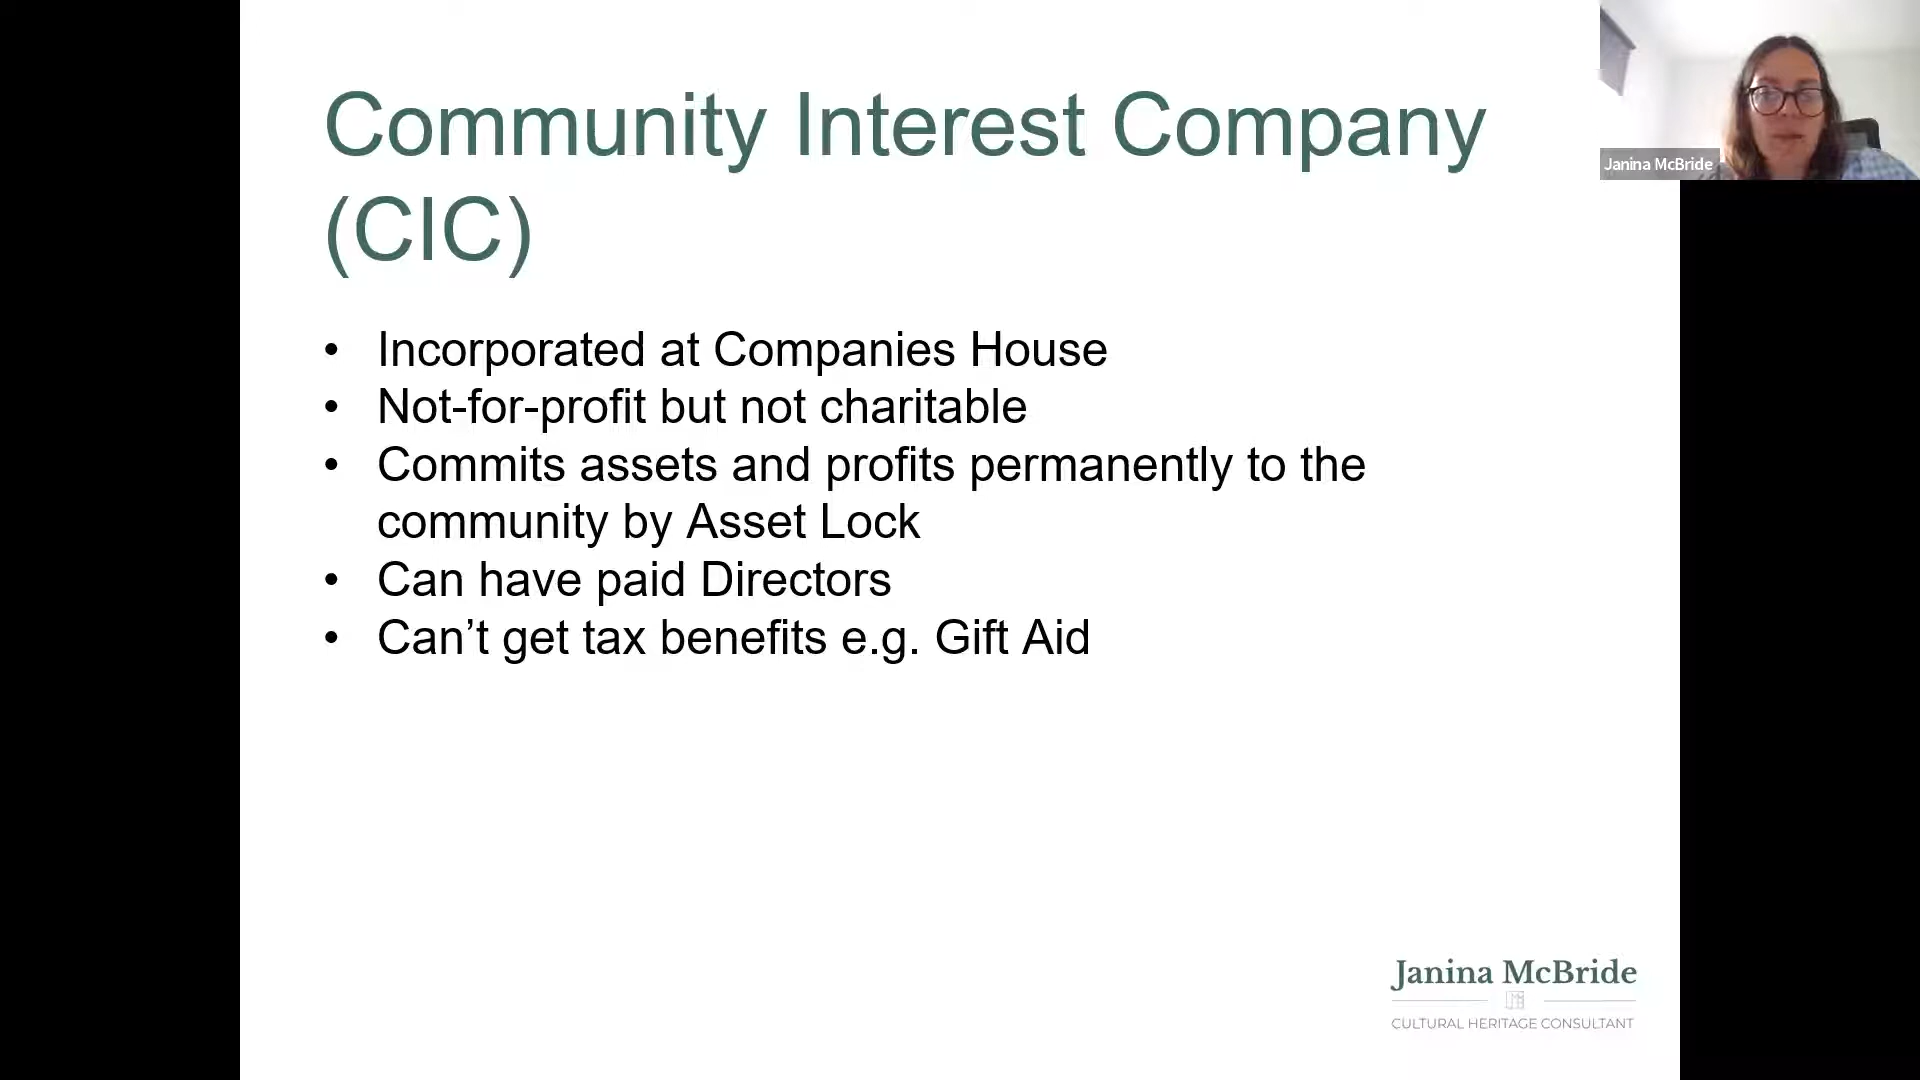 Community Interest Company
(CIC)
• Incorporated at Companies House
• Not-for-profit but not charitable
• Commits assets and profits permanently to the
community by Asset Lock
• Can have paid Directors
• Can’t get tax benefits e.g. Gift Aid
Janina McBride
Janina McBride
CULTURAL HERITAGE CONSULTANT